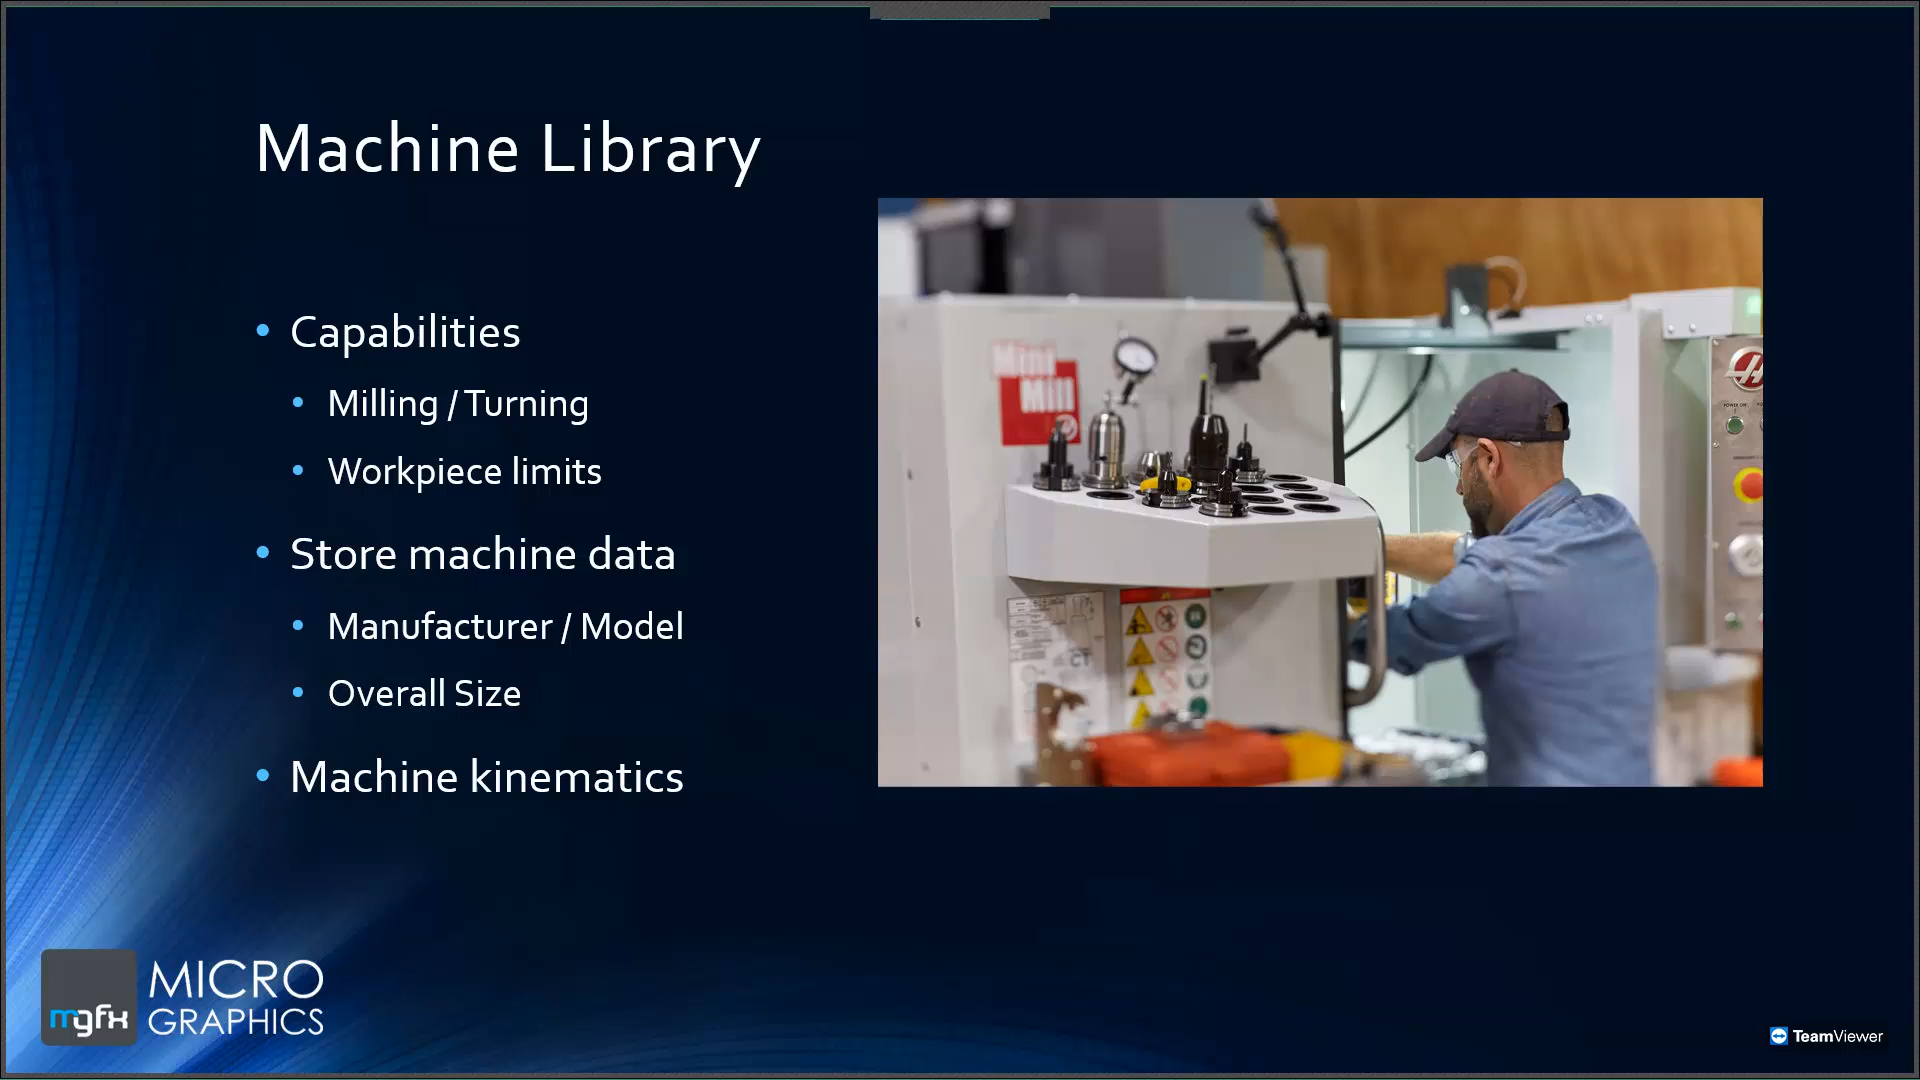 Machine Library
• Capabilities
• Milling / Turning
• Workpiece limits
• Store machine data
• Manufacturer / Model
• Overall Size
• Machine kinematics
Mini
Mill
mgfx
MICRO
GRAPHICS
TeamViewer